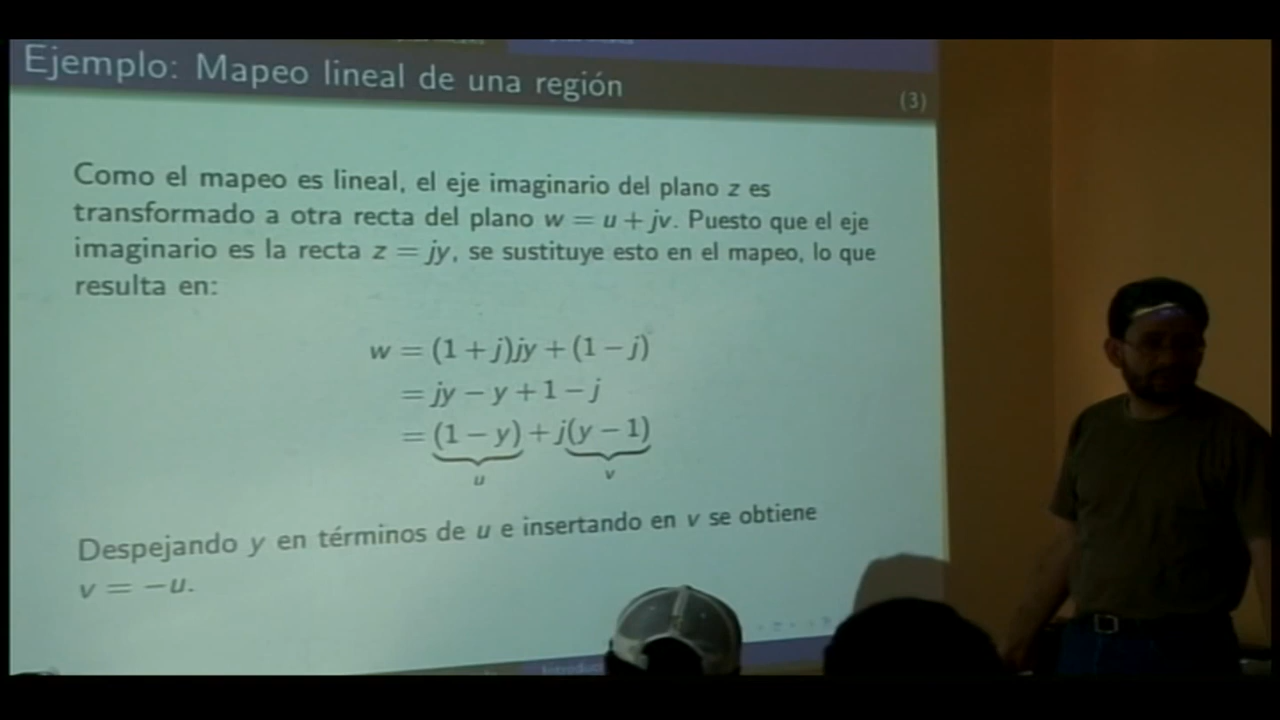 Ejemplo: Mapeo lineal de una región
(3)
Como el mapeo es lineal, el eje imaginario del plano z es
transformado a otra recta del plano w = u + jv. Puesto que el eje
imaginario es la recta z = jy, se sustituye esto en el mapeo, lo que
resulta en:
w = (1 + j)jy + (1 − j)
= jy − y + 1 − j
= (1 − y) + j(y − 1)
u v
Despejando y en términos de u e insertando en v se obtiene
v = −u.